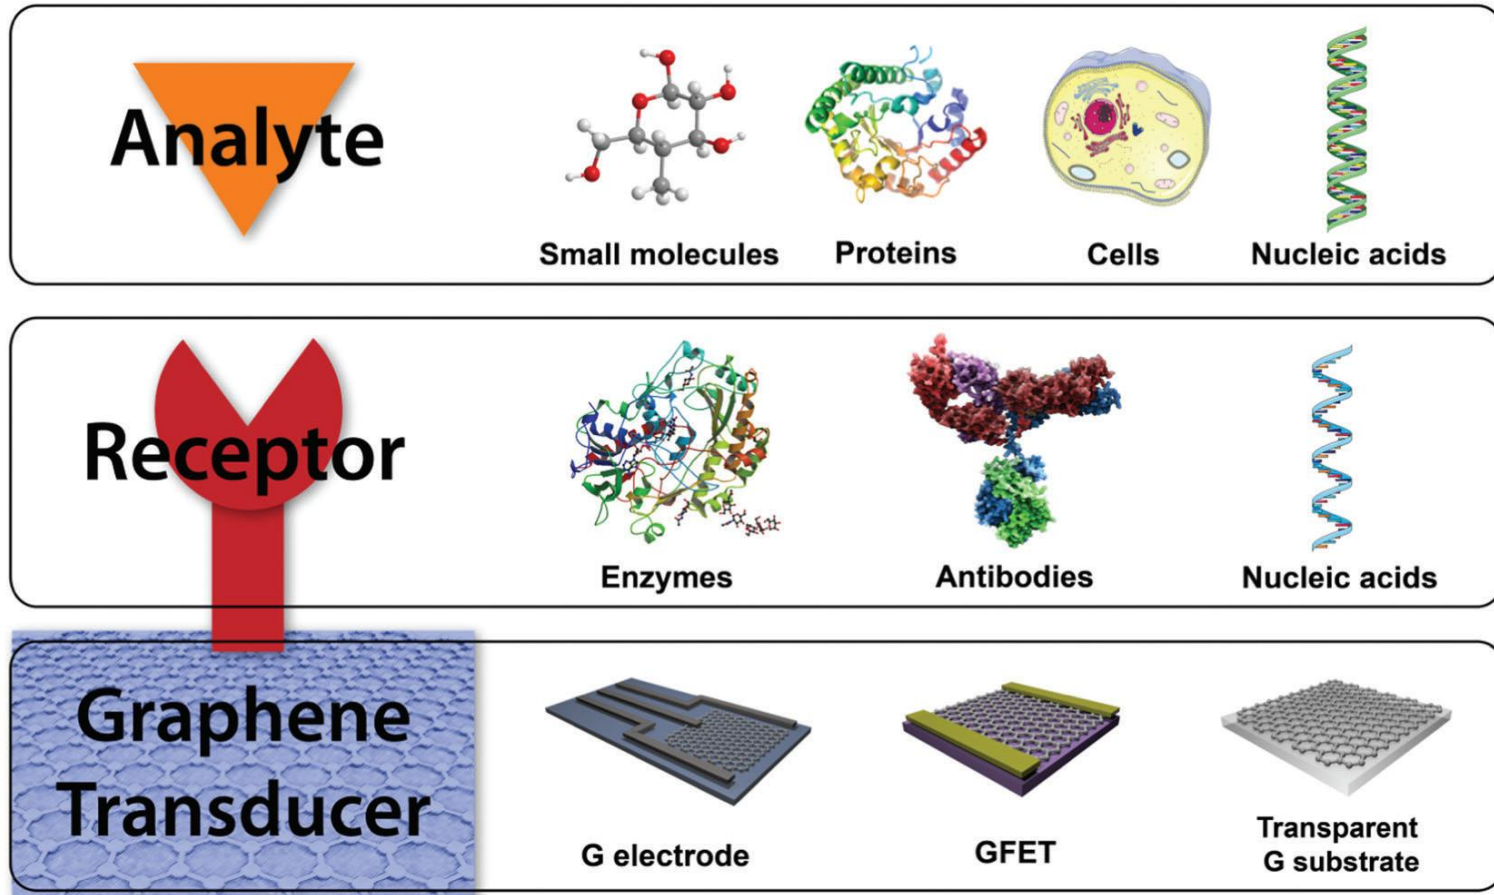 Analyte
Small molecules
Proteins
Cells
Nucleic acids
Receptor
Enzymes
Antibodies
Nucleic acids
Graphene
Transducer
G electrode
GFET
Transparent
G substrate